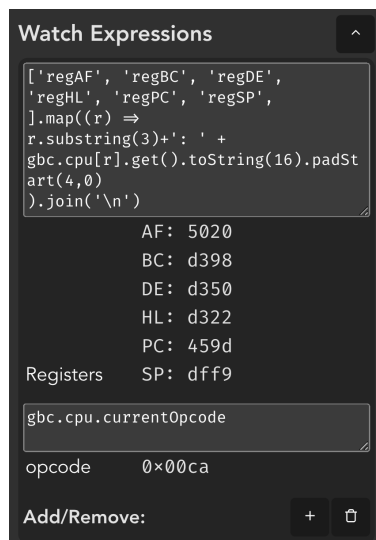 Watch Expressions
['regAF', 'regBC', 'regDE',
'regHL', 'regPC', 'regSP',
].map((r) =>
r.substring(3)+': ' +
gbc.cpu[r].get().toString(16).padSt
art(4,0)
).join('\n')
AF: 5020
BC: d398
DE: d350
HL: d322
PC: 459d
Registers SP: dff9
gbc.cpu.currentOpcode
opcode 0×00ca
Add/Remove: +